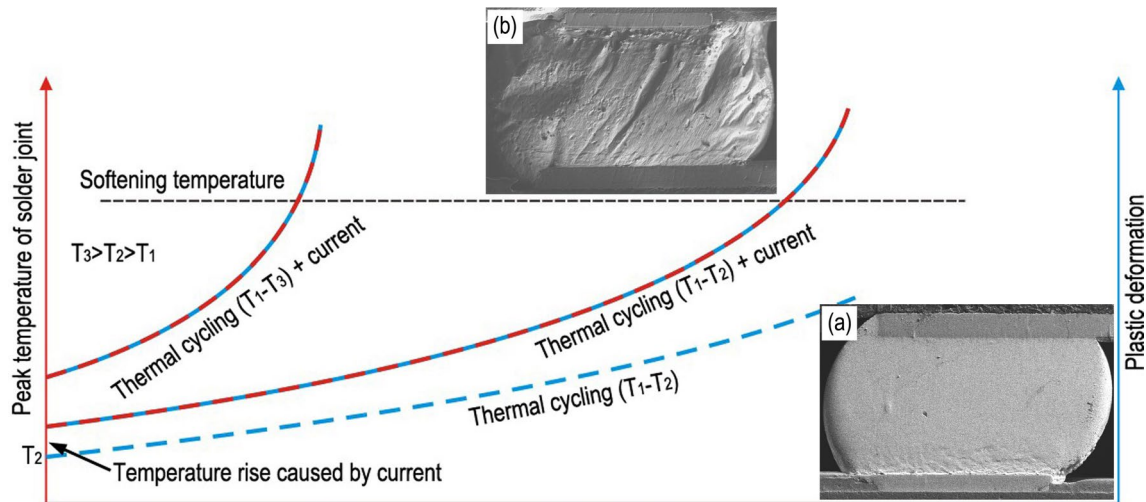 (b)
Peak temperature of solder joint
Softening temperature
T3>T2>T1
Thermal cycling (T1-T3) + current
Thermal cycling (T1-T2) + current
Plastic deformation
(a)
Thermal cycling (T1-T2)
T2
Temperature rise caused by current